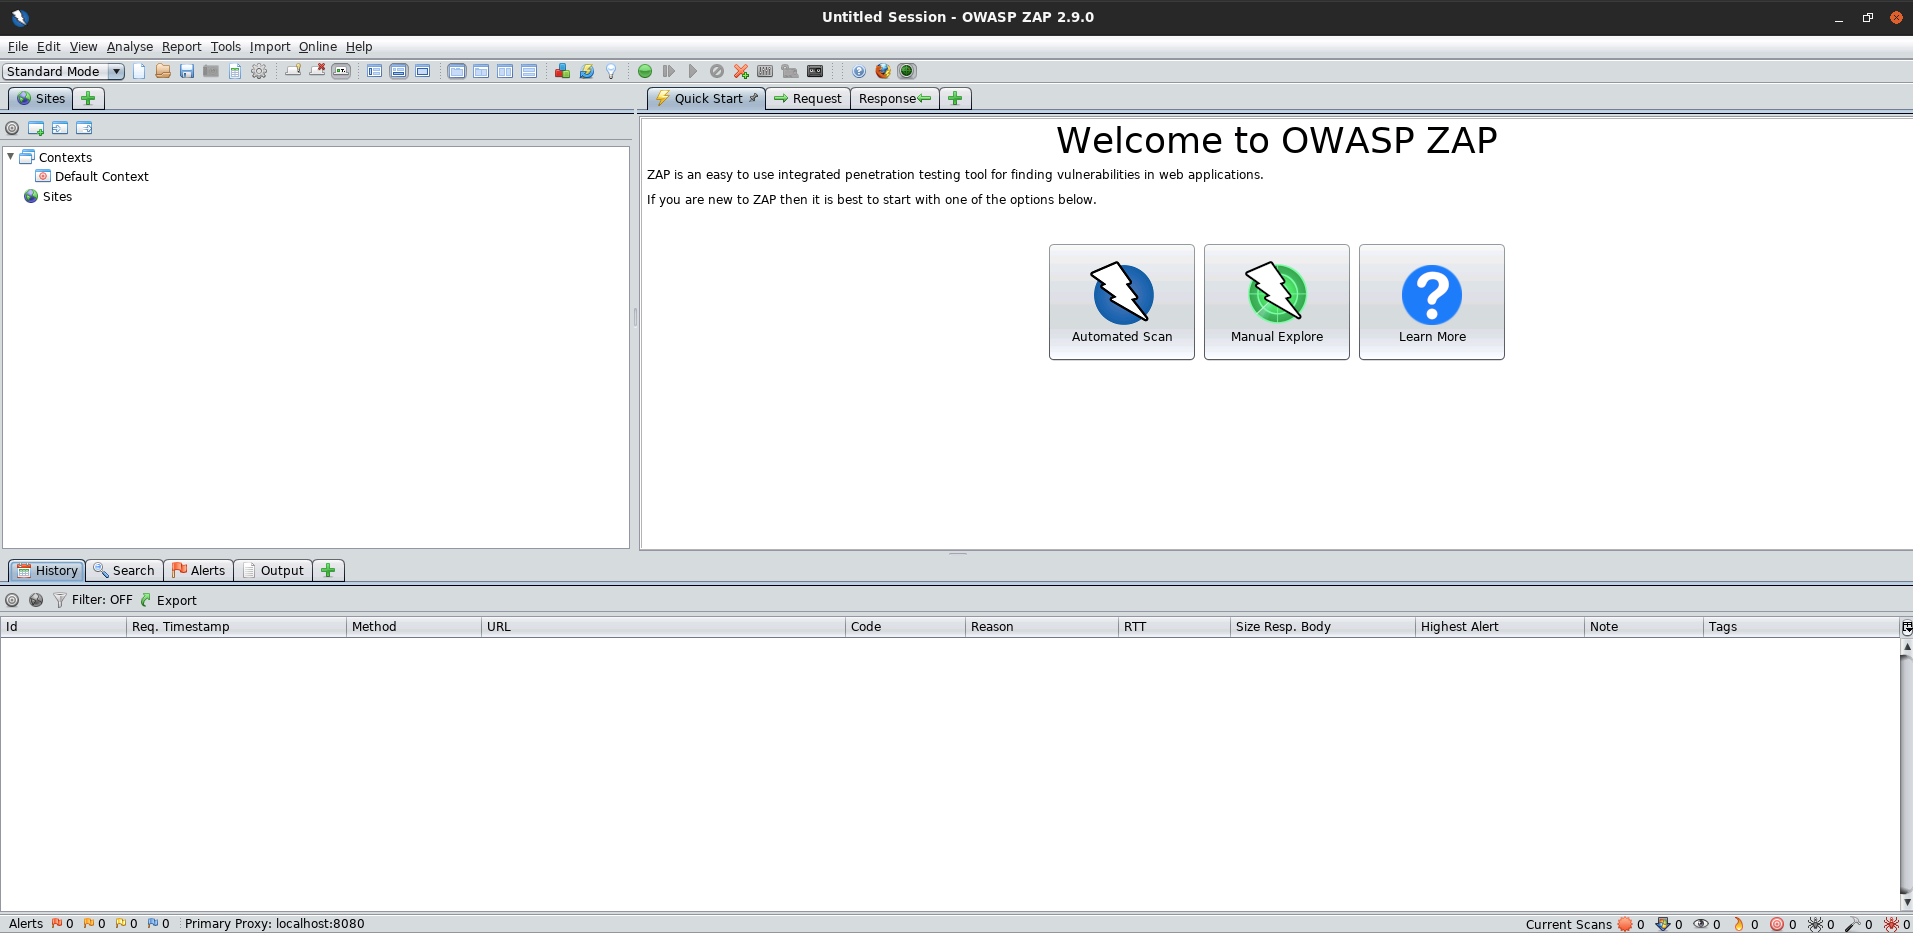 Untitled Session - OWASP ZAP 2.9.0
File Edit View Analyse Report Tools Import Online Help
Standard Mode
Sites
Quick Start Request Response
Contexts
Default Context
Sites
Welcome to OWASP ZAP
ZAP is an easy to use integrated penetration testing tool for finding vulnerabilities in web applications.
If you are new to ZAP then it is best to start with one of the options below.
Automated Scan Manual Explore Learn More
History Search Alerts Output
Filter: OFF Export
Id Req. Timestamp Method URL Code Reason RTT Size Resp. Body Highest Alert Note Tags
Alerts 0 0 0 0 Primary Proxy: localhost:8080 Current Scans 0 0 0 0 0 0 0 0